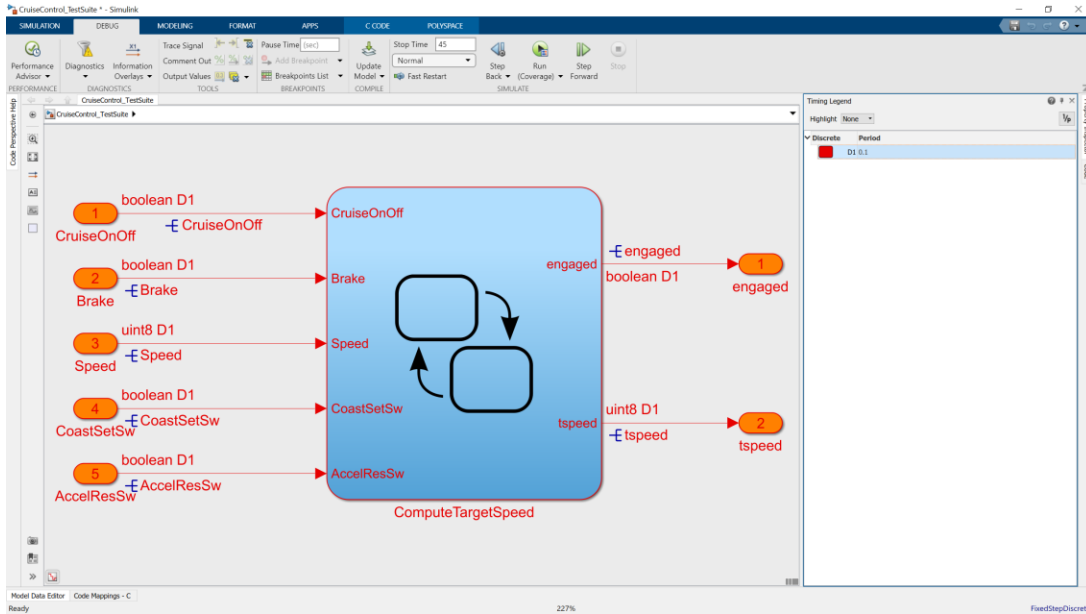 CruiseControl_TestSuite * - Simulink
SIMULATION DEBUG MODELING FORMAT APPS C CODE POLYSPACE
Performance Advisor
Diagnostics
Information Overlays
Trace Signal
Comment Out
Output Values
Pause Time (sec)
Add Breakpoint
Breakpoints List
Update Model
Stop Time 45
Normal
Fast Restart
Step Back
Run (Coverage)
Step Forward
Stop
PERFORMANCE DIAGNOSTICS TOOLS BREAKPOINTS COMPILE SIMULATE
Code Perspective Help
CruiseControl_TestSuite
CruiseControl_TestSuite
Timing Legend
Highlight None
Discrete Period
D1 0.1
boolean D1
1
CruiseOnOff
CruiseOnOff
CruiseOnOff
boolean D1
2
Brake
Brake
Brake
uint8 D1
3
Speed
Speed
Speed
boolean D1
4
CoastSetSw
CoastSetSw
CoastSetSw
boolean D1
5
AccelResSw
AccelResSw
AccelResSw
engaged
engaged
boolean D1
1
engaged
tspeed
uint8 D1
tspeed
2
tspeed
ComputeTargetSpeed
Model Data Editor Code Mappings - C
Ready 227% FixedStepDiscret